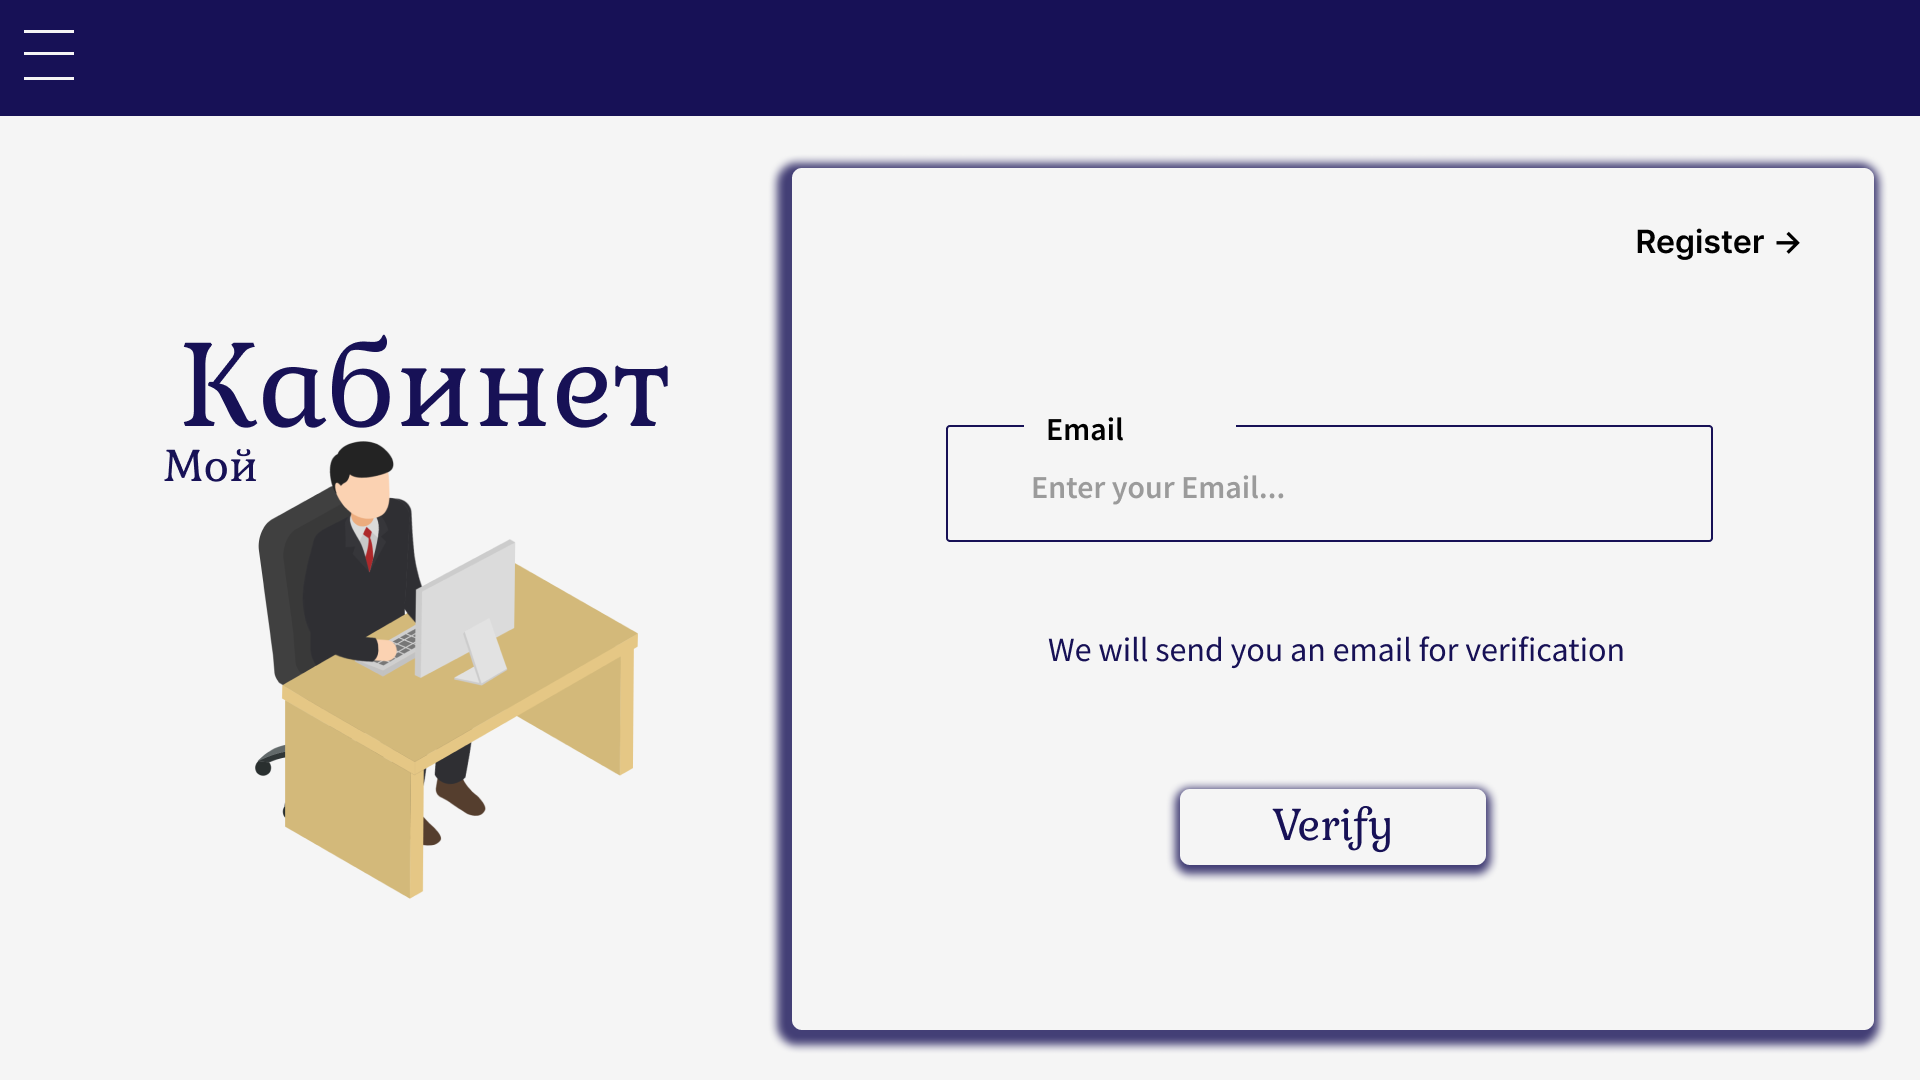 Кабинет
Мой
Register →
Email
Enter your Email...
We will send you an email for verification
Verify